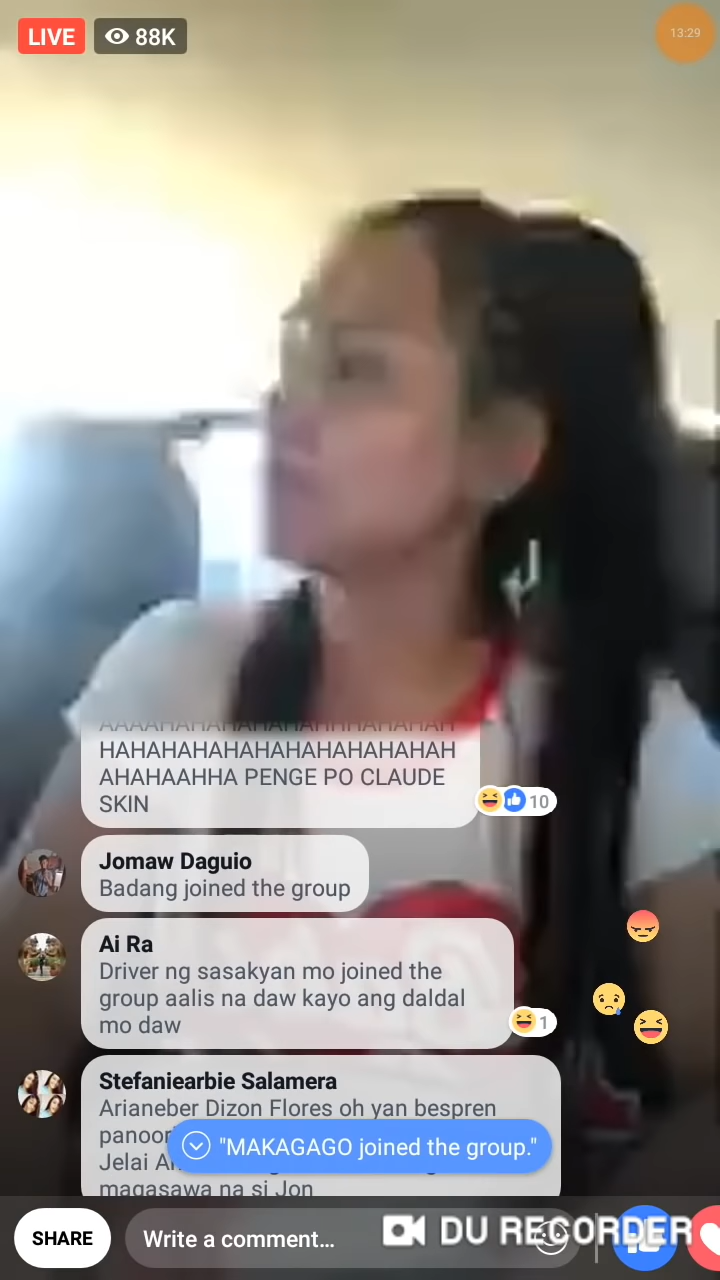 LIVE 88K
13:29
AAAAHAHAHAHAHAHHHAHAHAH
HAHAHAHAHAHAHAHAHAHAHAH
AHAHAAHHA PENGE PO CLAUDE
SKIN
10
Jomaw Daguio
Badang joined the group
Ai Ra
Driver ng sasakyan mo joined the
group aalis na daw kayo ang daldal
mo daw
1
Stefaniearbie Salamera
Arianeber Dizon Flores oh yan bespren
"MAKAGAGO joined the group."
Jelai
magasawa na si Jon
SHARE
Write a comment...
DU RECORDER